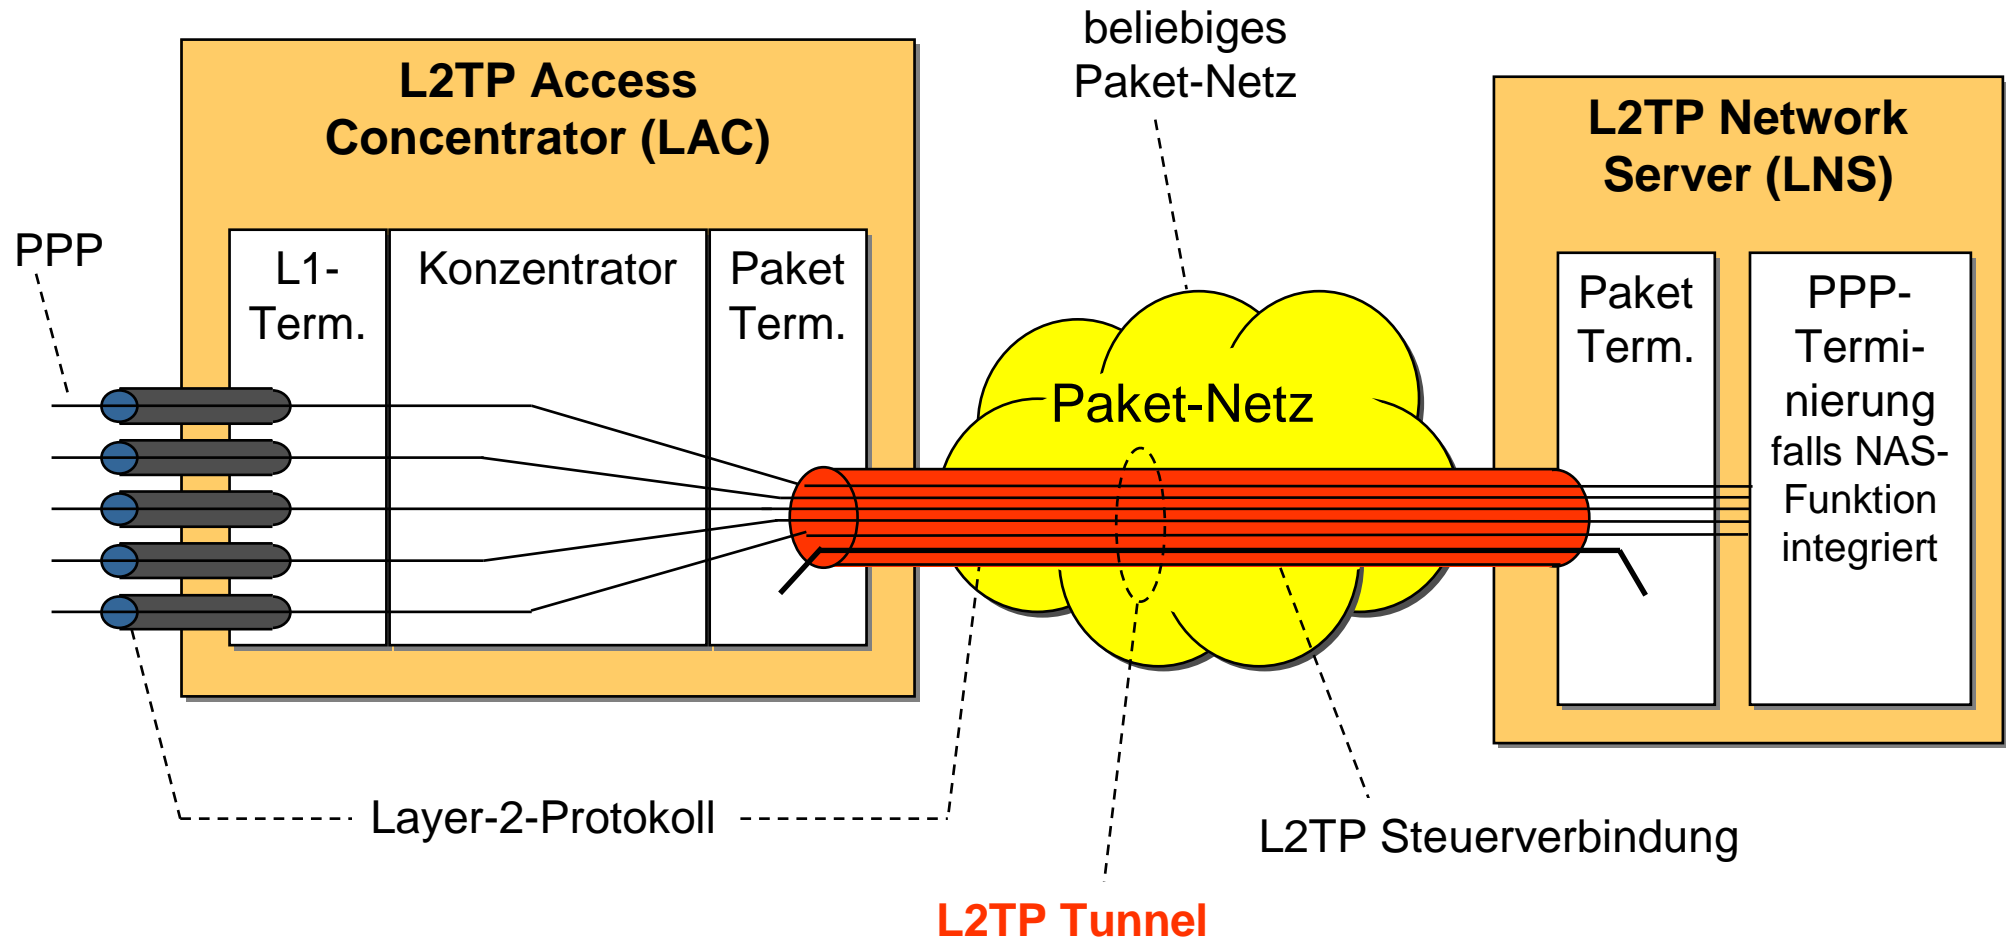 beliebiges
Paket-Netz
L2TP Access
Concentrator (LAC)
L2TP Network
Server (LNS)
PPP
L1-
Term.
Konzentrator
Paket
Term.
Paket
Term.
PPP-
Termi-
nierung
falls NAS-
Funktion
integriert
Paket-Netz
Layer-2-Protokoll
L2TP Steuerverbindung
L2TP Tunnel